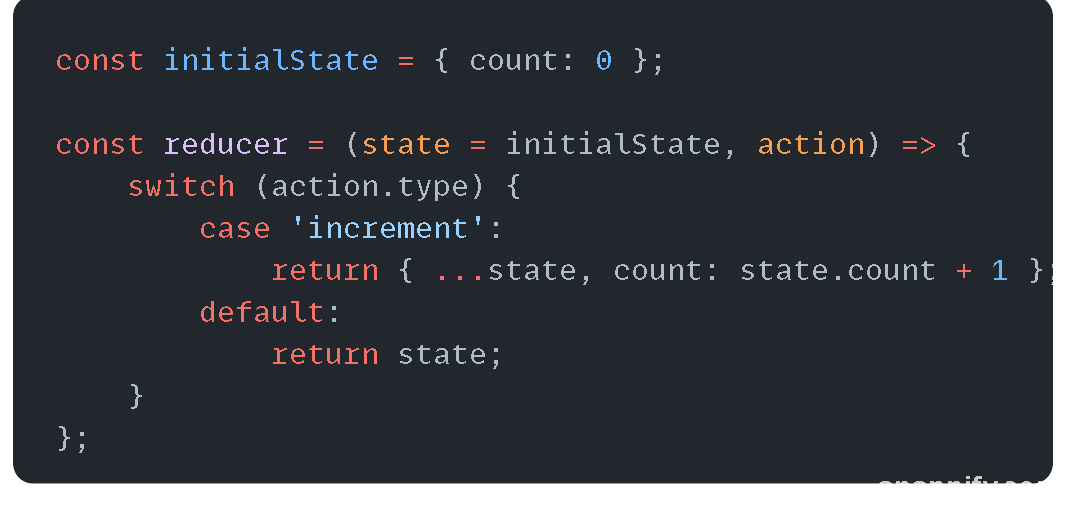 const initialState = { count: 0 };

const reducer = (state = initialState, action) => {
    switch (action.type) {
        case 'increment':
            return { ...state, count: state.count + 1 };
        default:
            return state;
    }
};